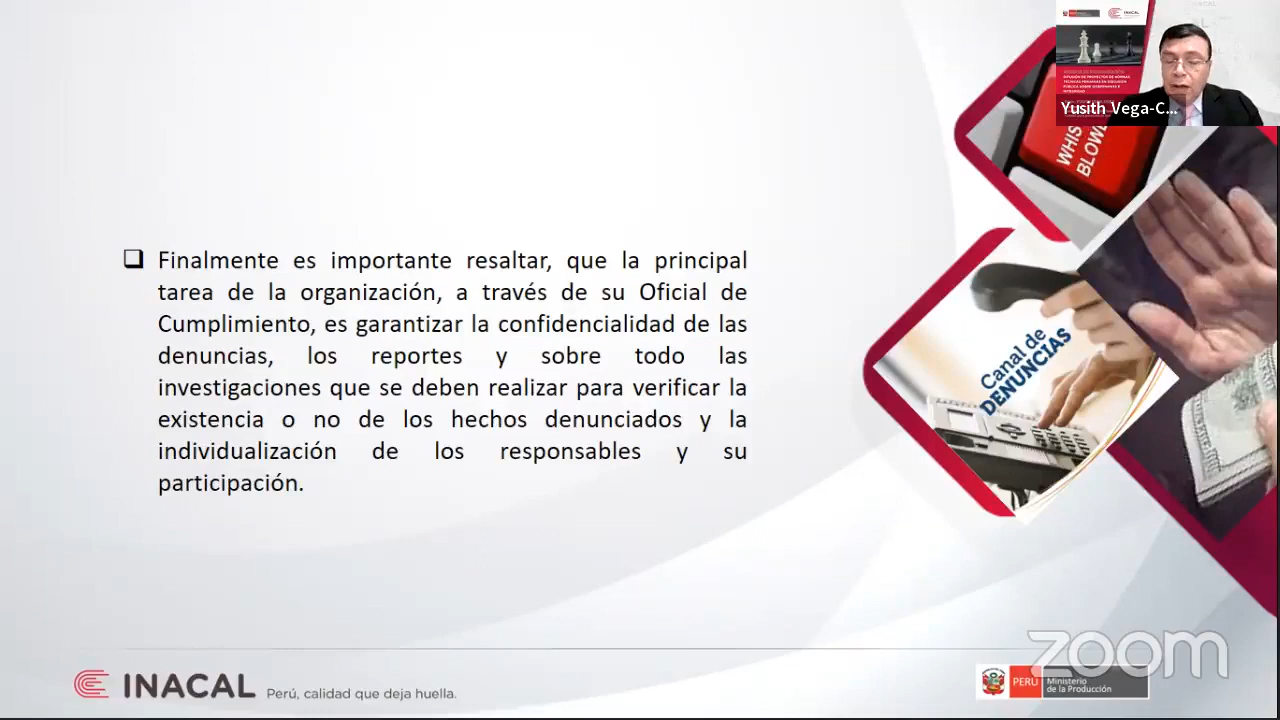 Yusith Vega-C...
❑ Finalmente es importante resaltar, que la principal
tarea de la organización, a través de su Oficial de
Cumplimiento, es garantizar la confidencialidad de las
denuncias, los reportes y sobre todo las
investigaciones que se deben realizar para verificar la
existencia o no de los hechos denunciados y la
individualización de los responsables y su
participación.
Canal de
DENUNCIAS
INACAL Perú, calidad que deja huella.
PERÚ
Ministerio
de la Producción
zoom